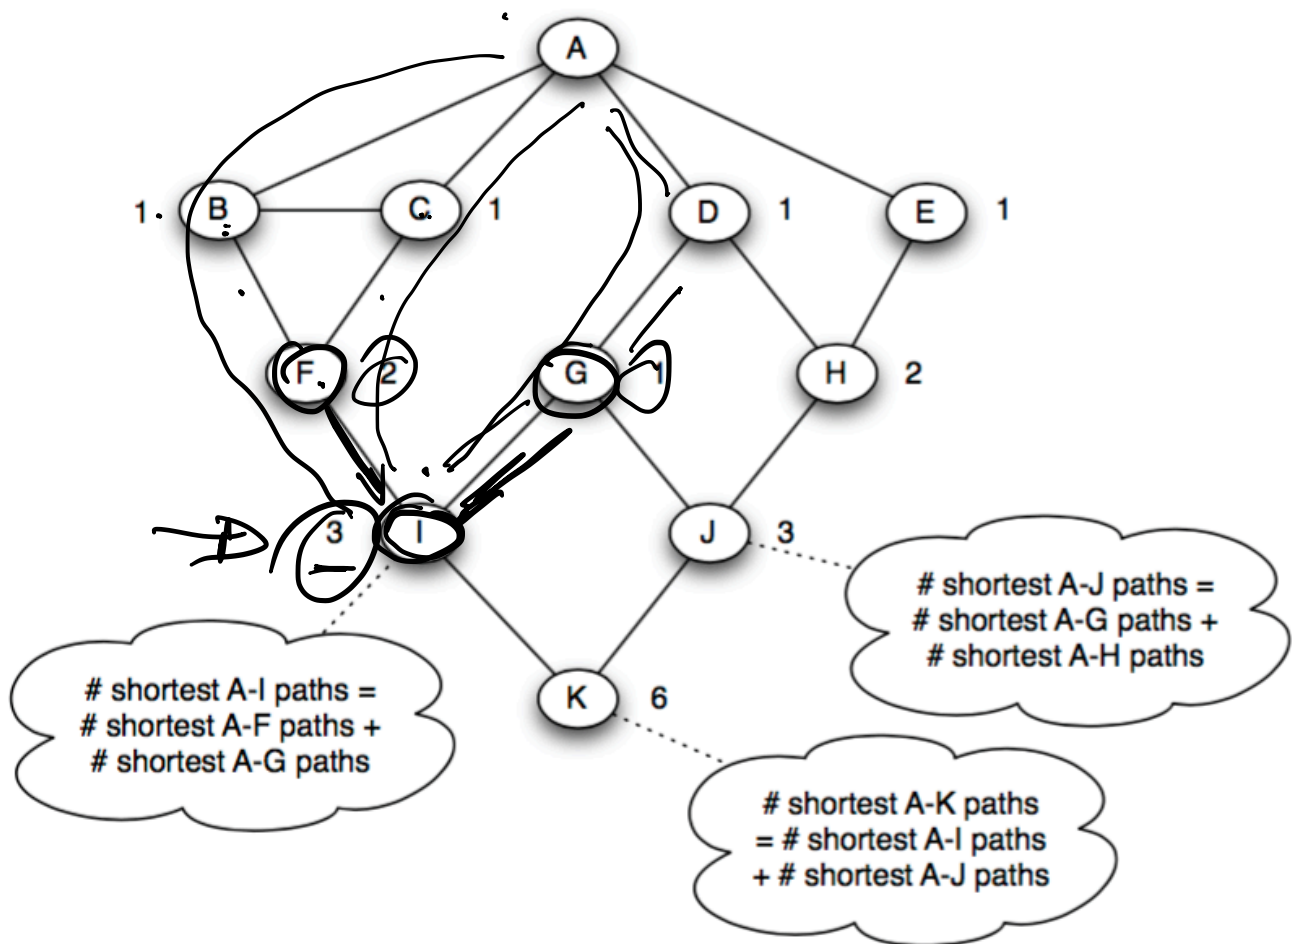 A
1
B
C
1
D
1
E
1
F
2
G
1
H
2
3
I
J
3
# shortest A-J paths =
# shortest A-G paths +
# shortest A-H paths
# shortest A-I paths =
# shortest A-F paths +
# shortest A-G paths
K
6
# shortest A-K paths
= # shortest A-I paths
+ # shortest A-J paths